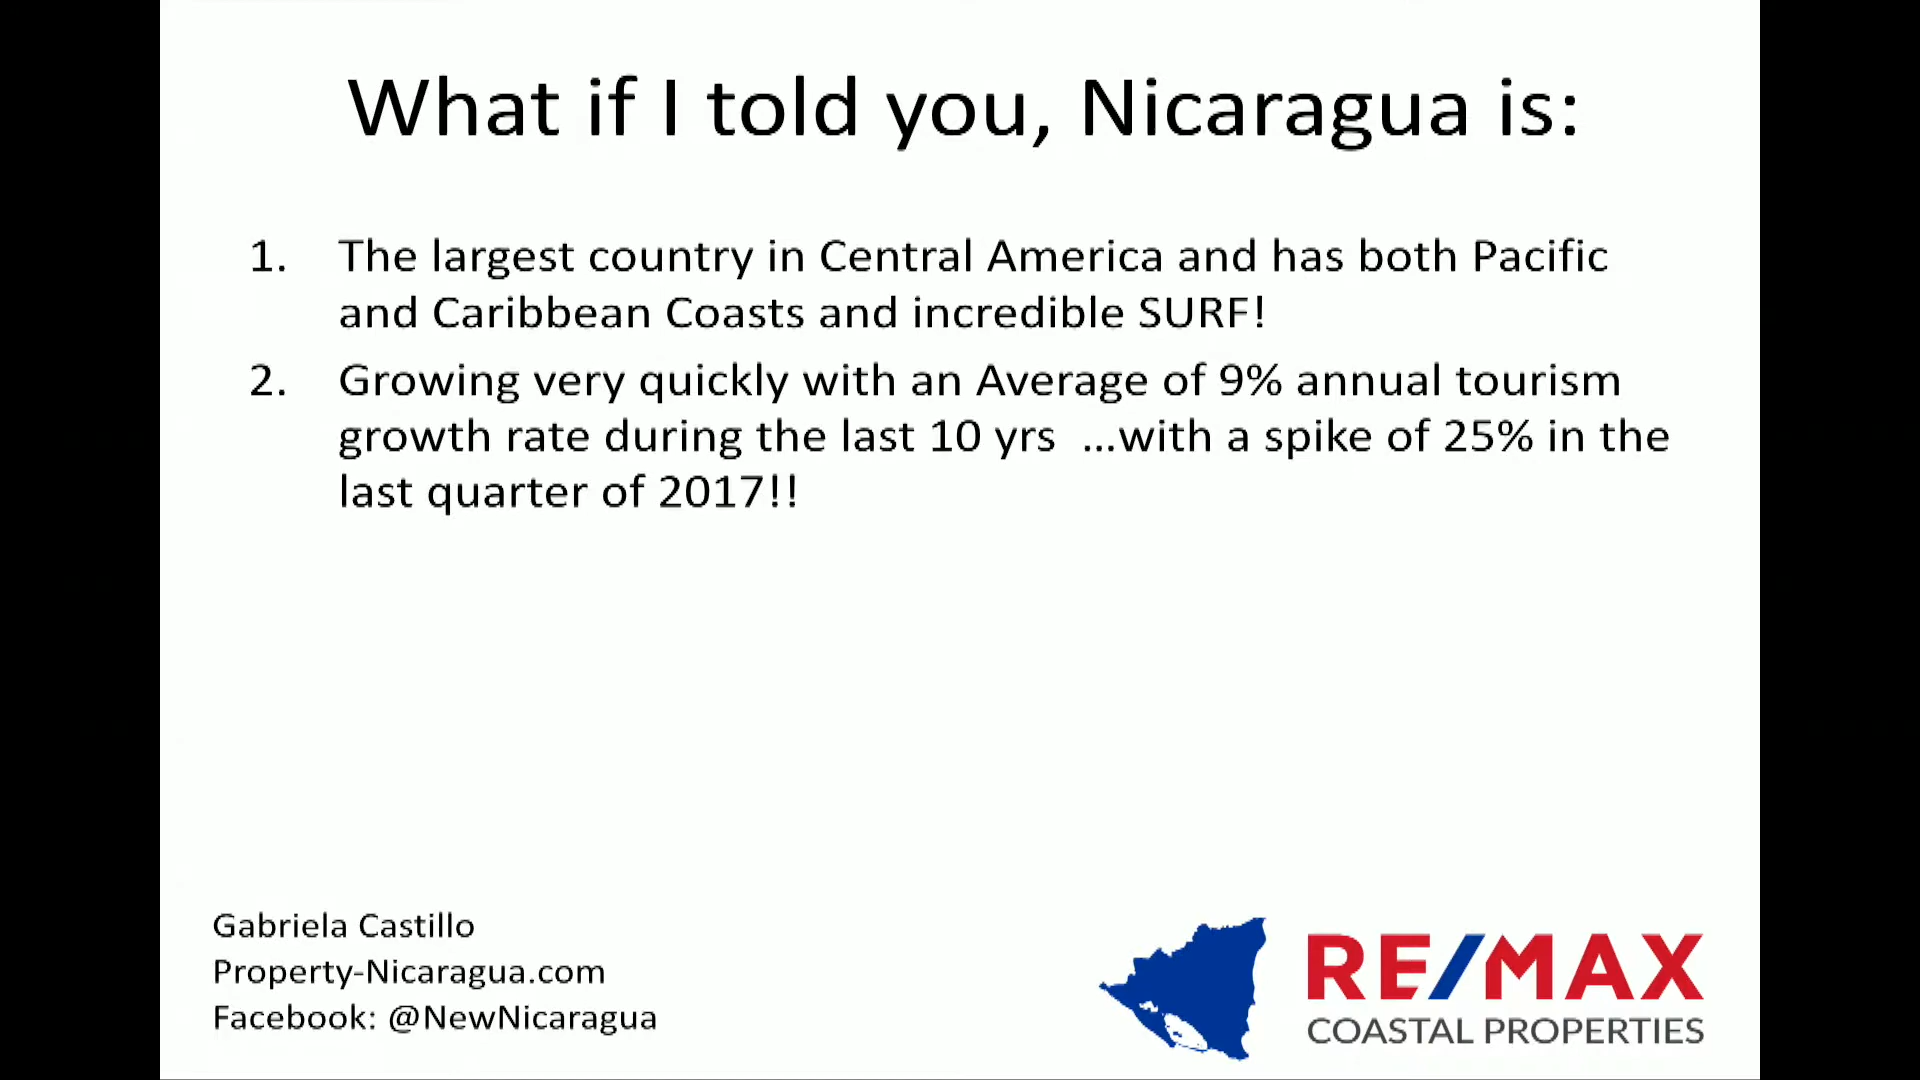 What if I told you, Nicaragua is:
1. The largest country in Central America and has both Pacific
and Caribbean Coasts and incredible SURF!
2. Growing very quickly with an Average of 9% annual tourism
growth rate during the last 10 yrs ...with a spike of 25% in the
last quarter of 2017!!
Gabriela Castillo
Property-Nicaragua.com
Facebook: @NewNicaragua
RE/MAX
COASTAL PROPERTIES